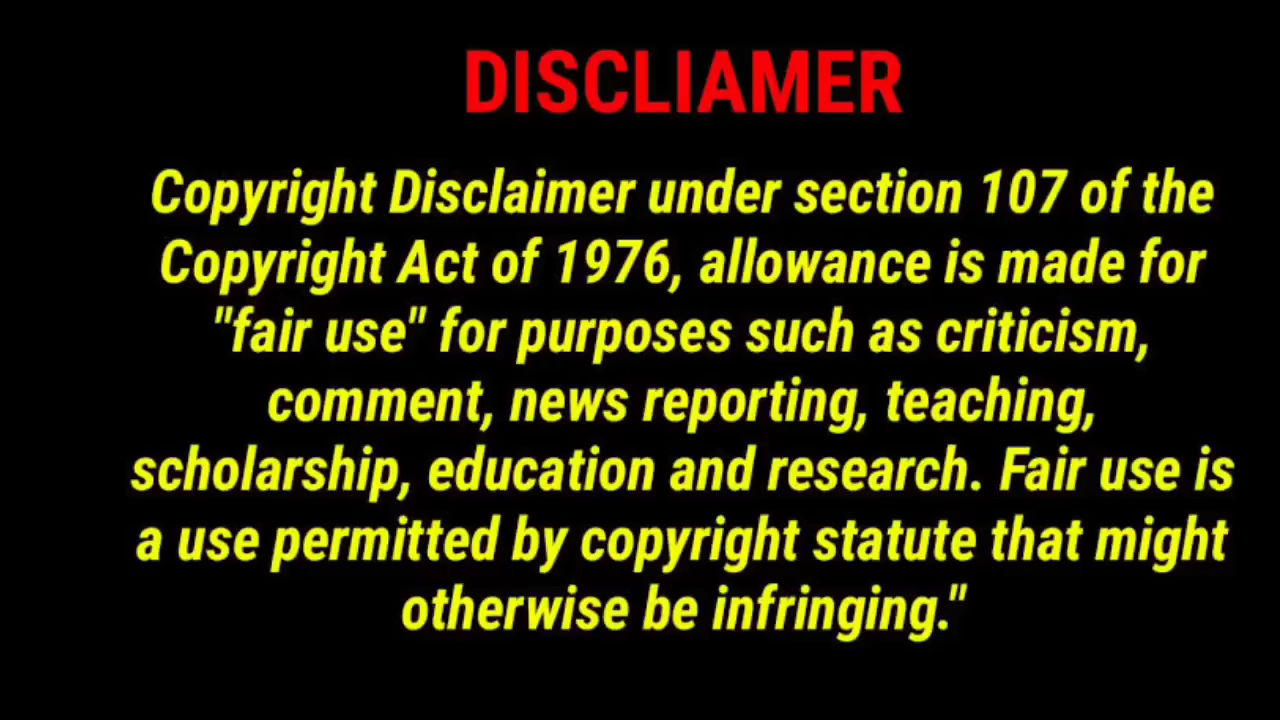 DISCLIAMER
Copyright Disclaimer under section 107 of the
Copyright Act of 1976, allowance is made for
"fair use" for purposes such as criticism,
comment, news reporting, teaching,
scholarship, education and research. Fair use is
a use permitted by copyright statute that might
otherwise be infringing."